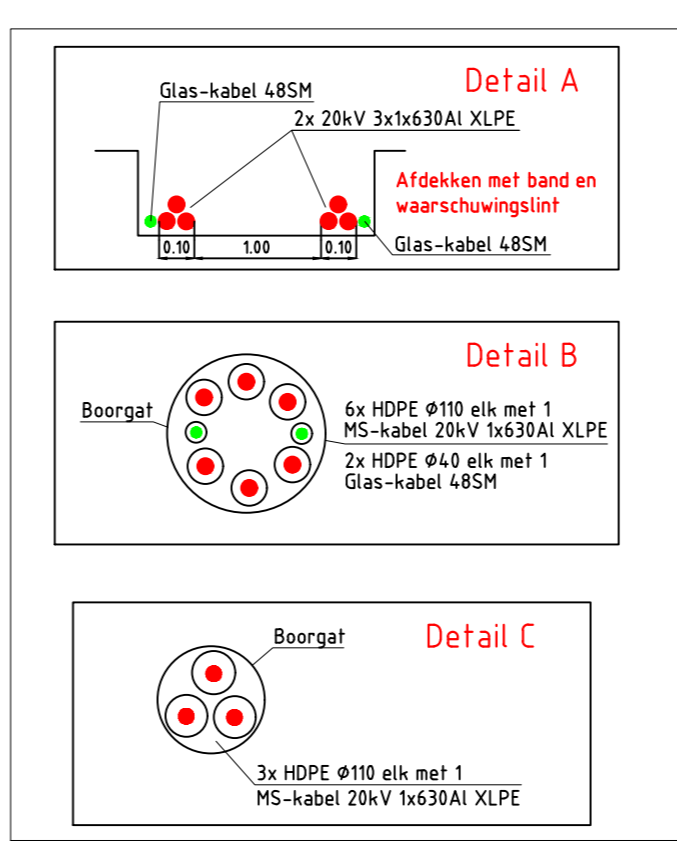 Detail A
Glas-kabel 48SM
2x 20kV 3x1x630Al XLPE
Afdekken met band en
waarschuwingslint
Glas-kabel 48SM
0.10
1.00
0.10
Detail B
Boorgat
6x HDPE Ø110 elk met 1
MS-kabel 20kV 1x630Al XLPE
2x HDPE Ø40 elk met 1
Glas-kabel 48SM
Detail C
Boorgat
3x HDPE Ø110 elk met 1
MS-kabel 20kV 1x630Al XLPE